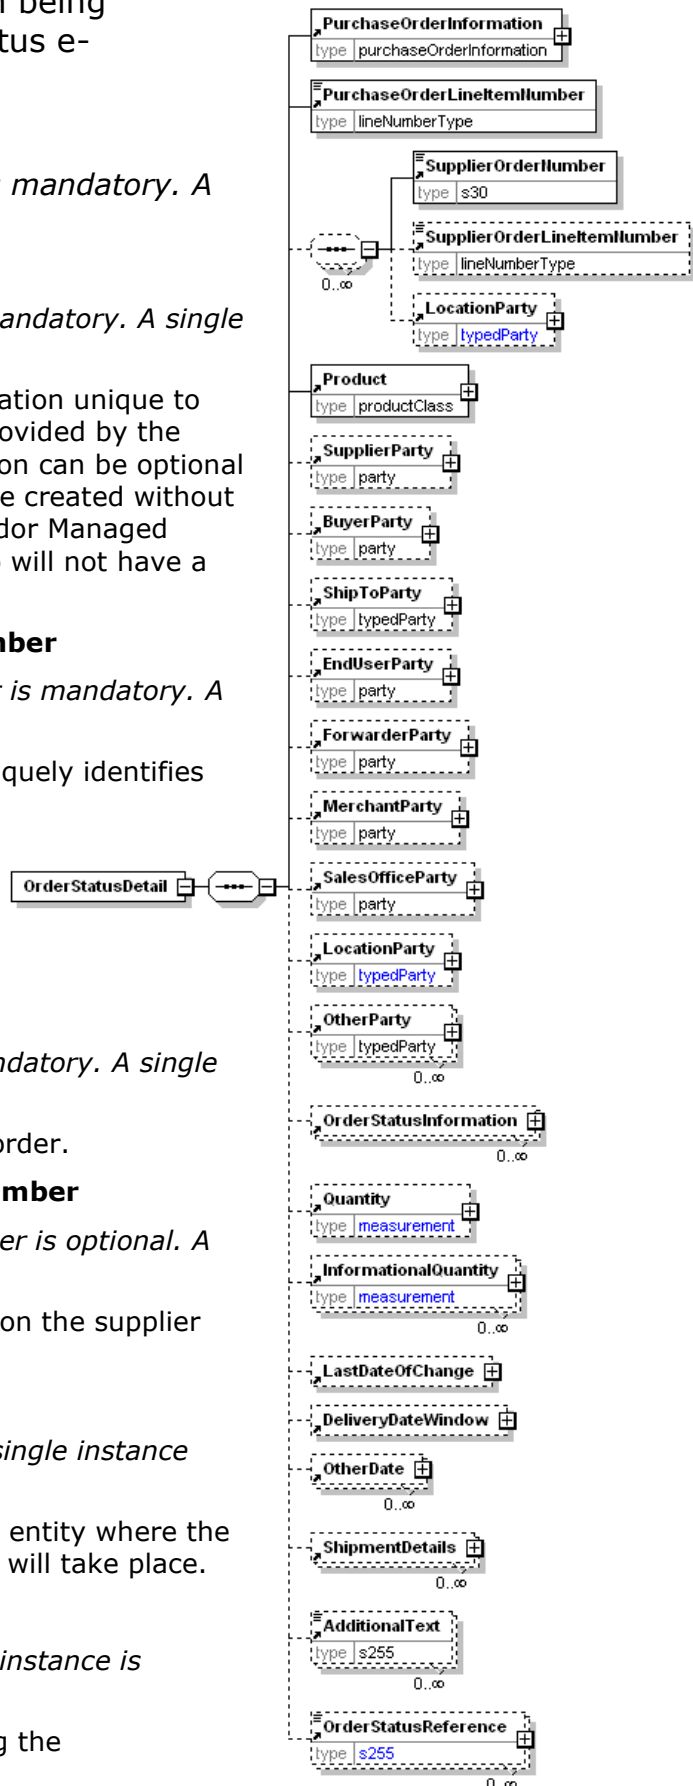 n being
tus e-
mandatory. A
andatory. A single
ation unique to
rovided by the
on can be optional
e created without
dor Managed
will not have a
nber
r is mandatory. A
quely identifies
ndatory. A single
order.
mber
er is optional. A
on the supplier
single instance
entity where the
will take place.
instance is
g the
OrderStatusDetail
PurchaseOrderInformation
type purchaseOrderInformation
PurchaseOrderLineItemNumber
type lineNumberType
0..∞
SupplierOrderNumber
type s30
SupplierOrderLineItemNumber
type lineNumberType
LocationParty
type typedParty
Product
type productClass
SupplierParty
type party
BuyerParty
type party
ShipToParty
type typedParty
EndUserParty
type party
ForwarderParty
type party
MerchantParty
type party
SalesOfficeParty
type party
LocationParty
type typedParty
OtherParty
type typedParty
0..∞
OrderStatusInformation
0..∞
Quantity
type measurement
InformationalQuantity
type measurement
0..∞
LastDateOfChange
DeliveryDateWindow
OtherDate
0..∞
ShipmentDetails
0..∞
AdditionalText
type s255
0..∞
OrderStatusReference
type s255
0..∞